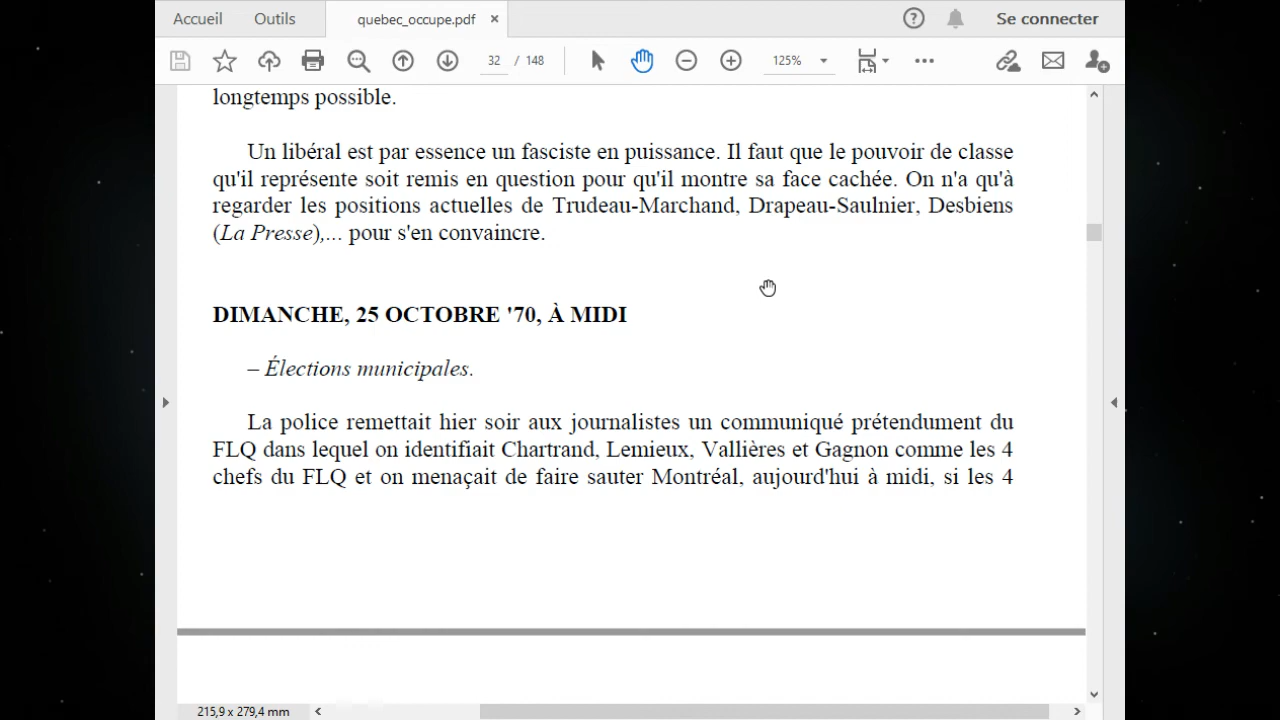 Accueil Outils quebec_occupe.pdf × Se connecter
32 / 148 125%
longtemps possible.
Un libéral est par essence un fasciste en puissance. Il faut que le pouvoir de classe
qu'il représente soit remis en question pour qu'il montre sa face cachée. On n'a qu'à
regarder les positions actuelles de Trudeau-Marchand, Drapeau-Saulnier, Desbiens
(La Presse),... pour s'en convaincre.
DIMANCHE, 25 OCTOBRE '70, À MIDI
– Élections municipales.
La police remettait hier soir aux journalistes un communiqué prétendument du
FLQ dans lequel on identifiait Chartrand, Lemieux, Vallières et Gagnon comme les 4
chefs du FLQ et on menaçait de faire sauter Montréal, aujourd'hui à midi, si les 4
215,9 x 279,4 mm